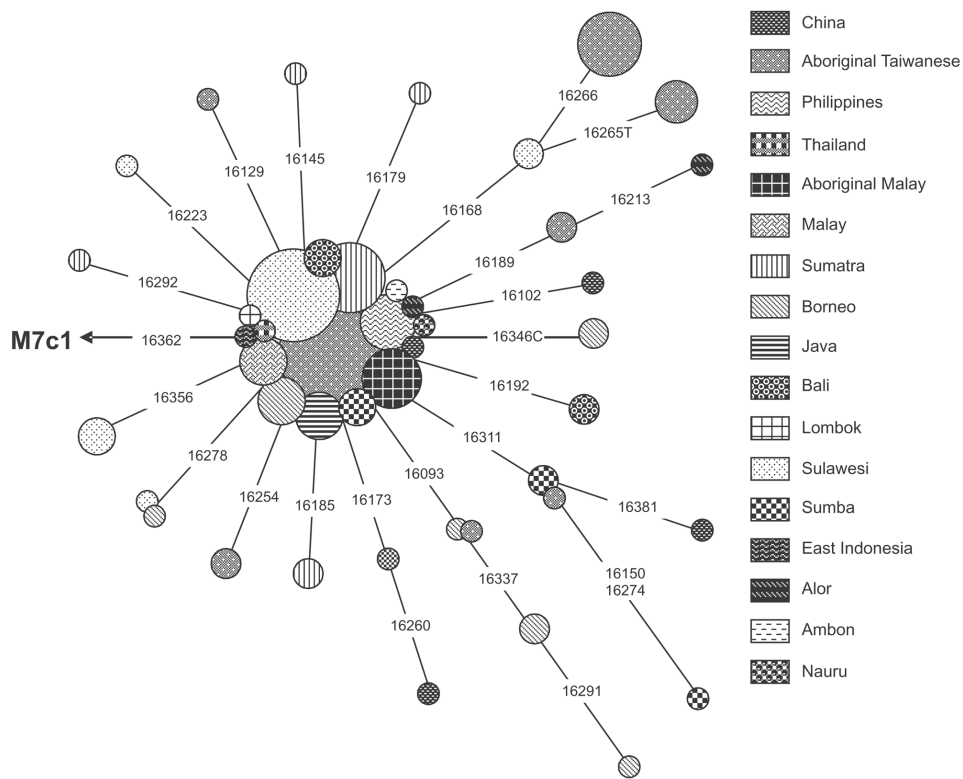 China
Aboriginal Taiwanese
Philippines
Thailand
Aboriginal Malay
Malay
Sumatra
Borneo
Java
Bali
Lombok
Sulawesi
Sumba
East Indonesia
Alor
Ambon
Nauru
16266
16265T
16145
16129
16179
16213
16168
16223
16189
16292
16102
M7c1
16362
16346C
16192
16356
16311
16278
16093
16254
16185
16173
16381
16337
16150
16274
16260
16291